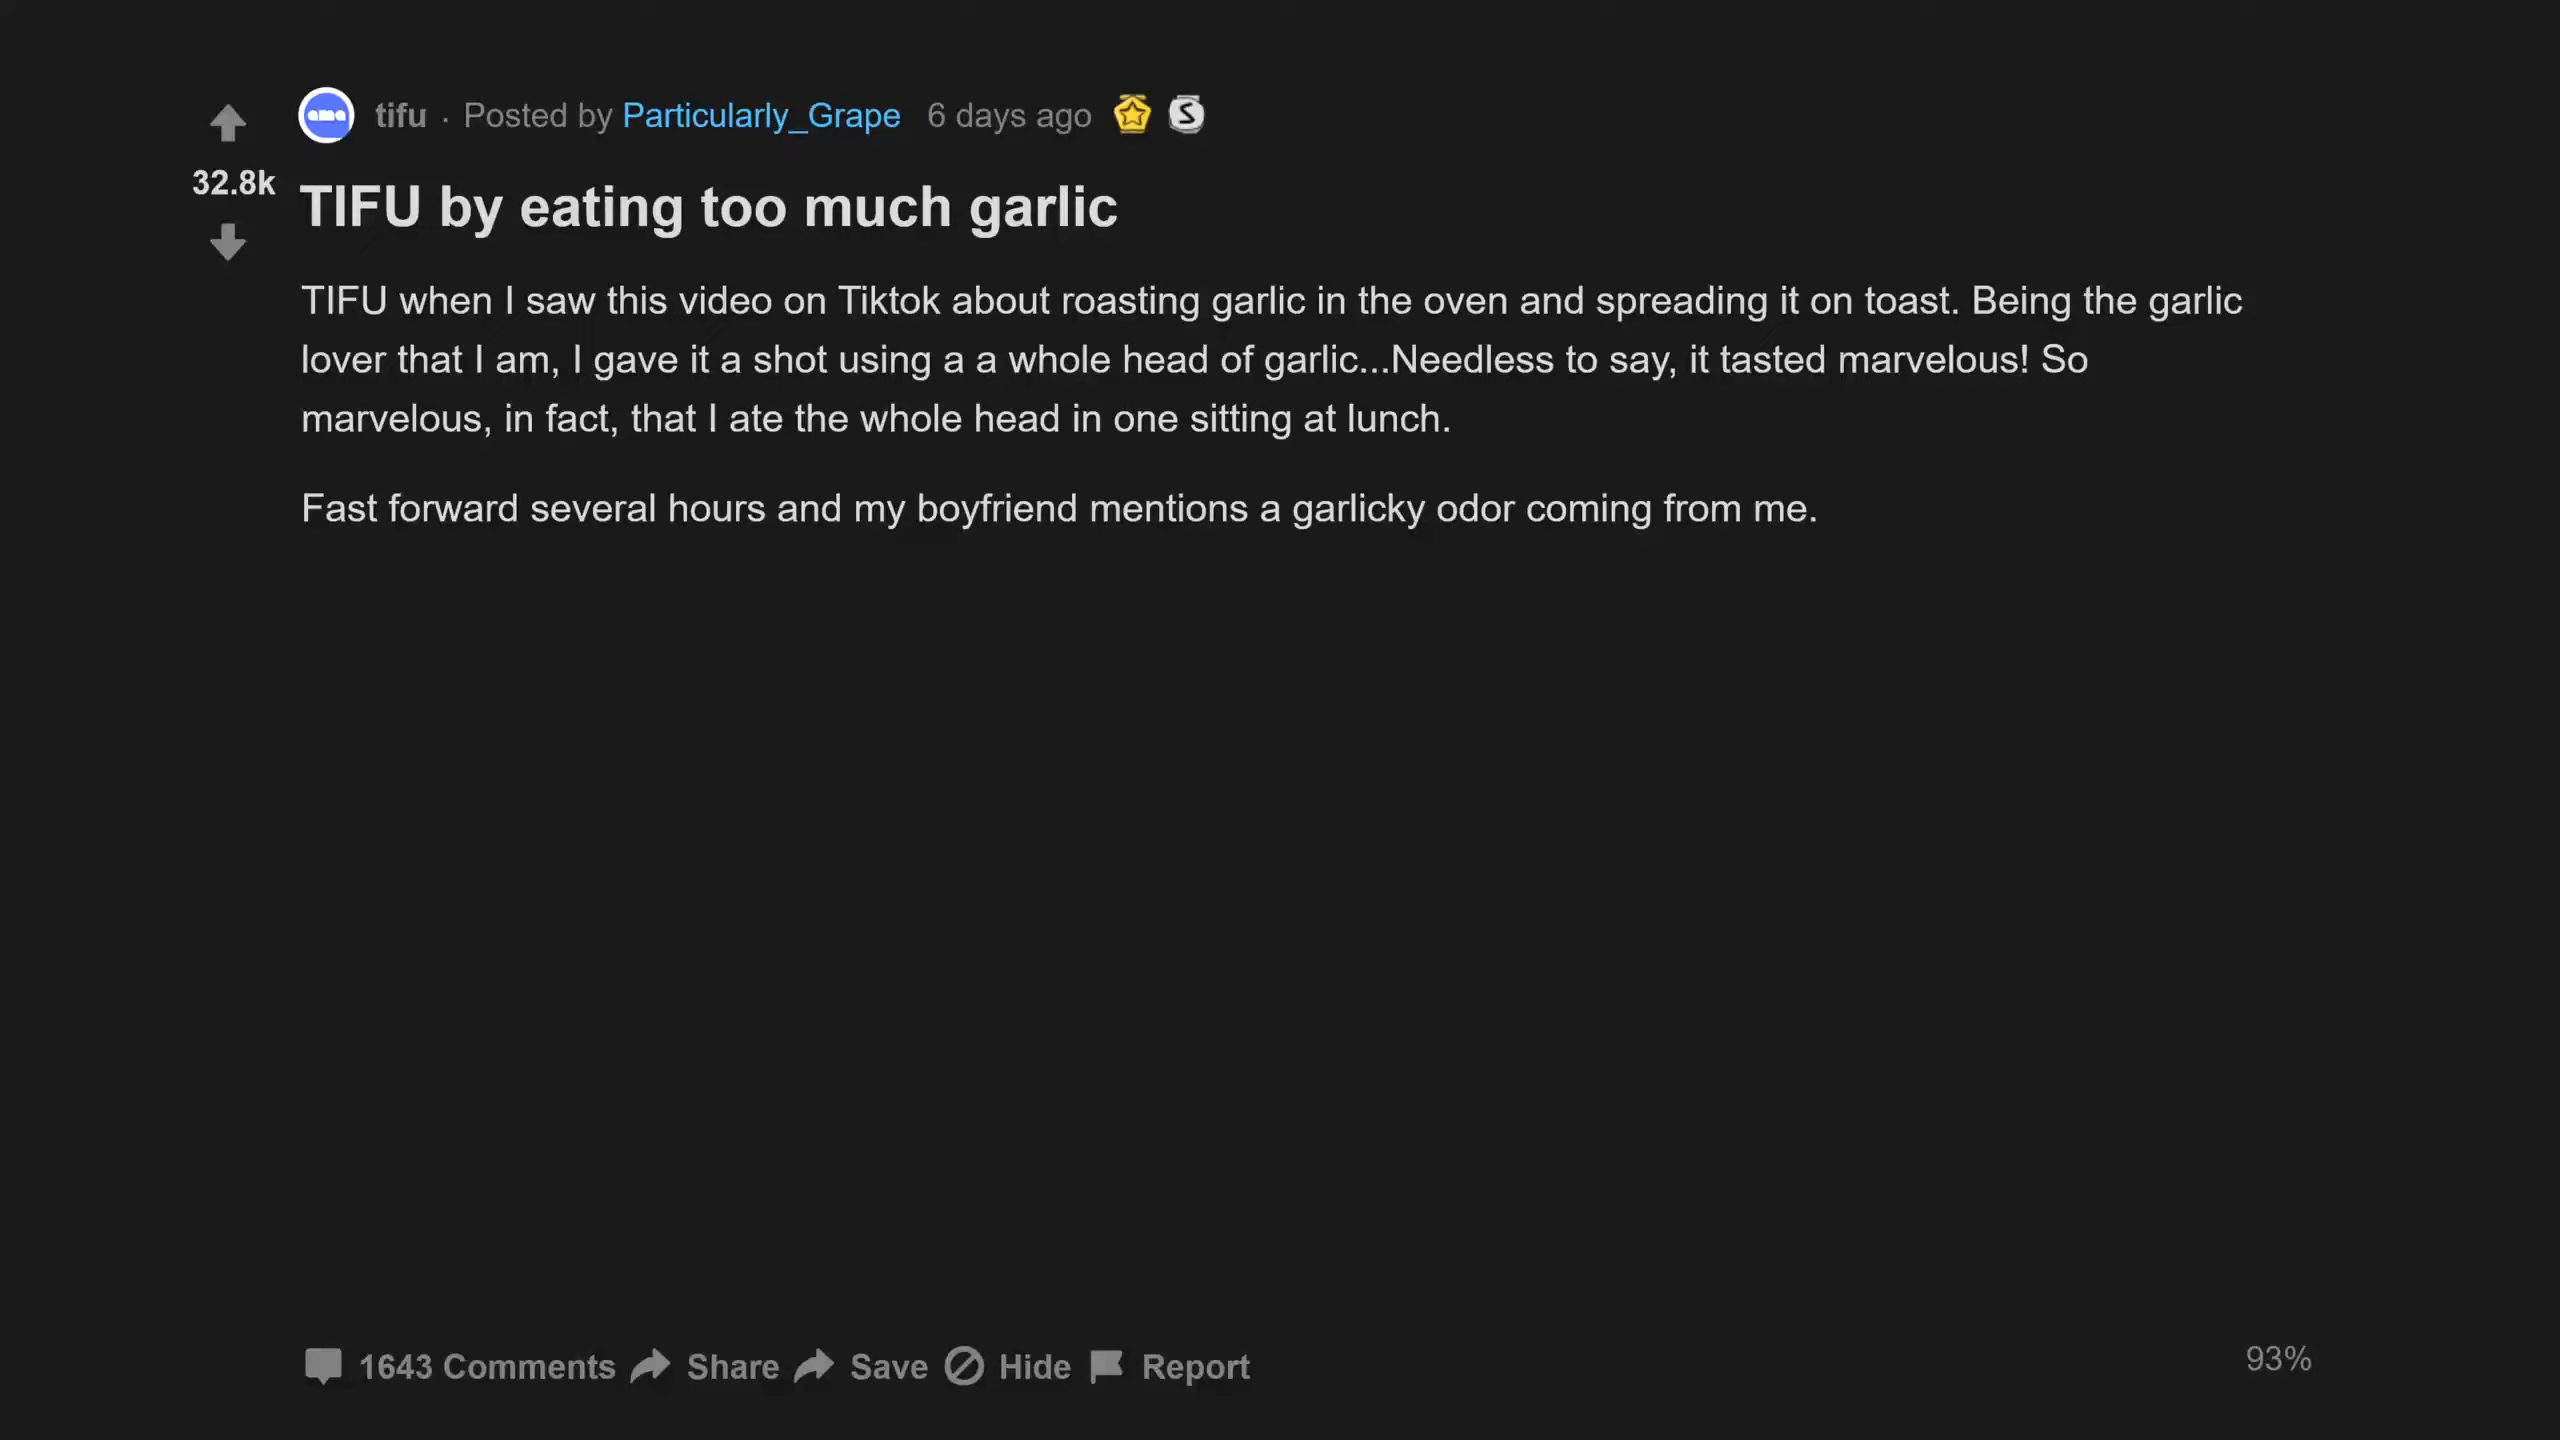 tifu · Posted by Particularly_Grape 6 days ago
32.8k
TIFU by eating too much garlic
TIFU when I saw this video on Tiktok about roasting garlic in the oven and spreading it on toast. Being the garlic
lover that I am, I gave it a shot using a a whole head of garlic...Needless to say, it tasted marvelous! So
marvelous, in fact, that I ate the whole head in one sitting at lunch.
Fast forward several hours and my boyfriend mentions a garlicky odor coming from me.
1643 Comments Share Save Hide Report
93%